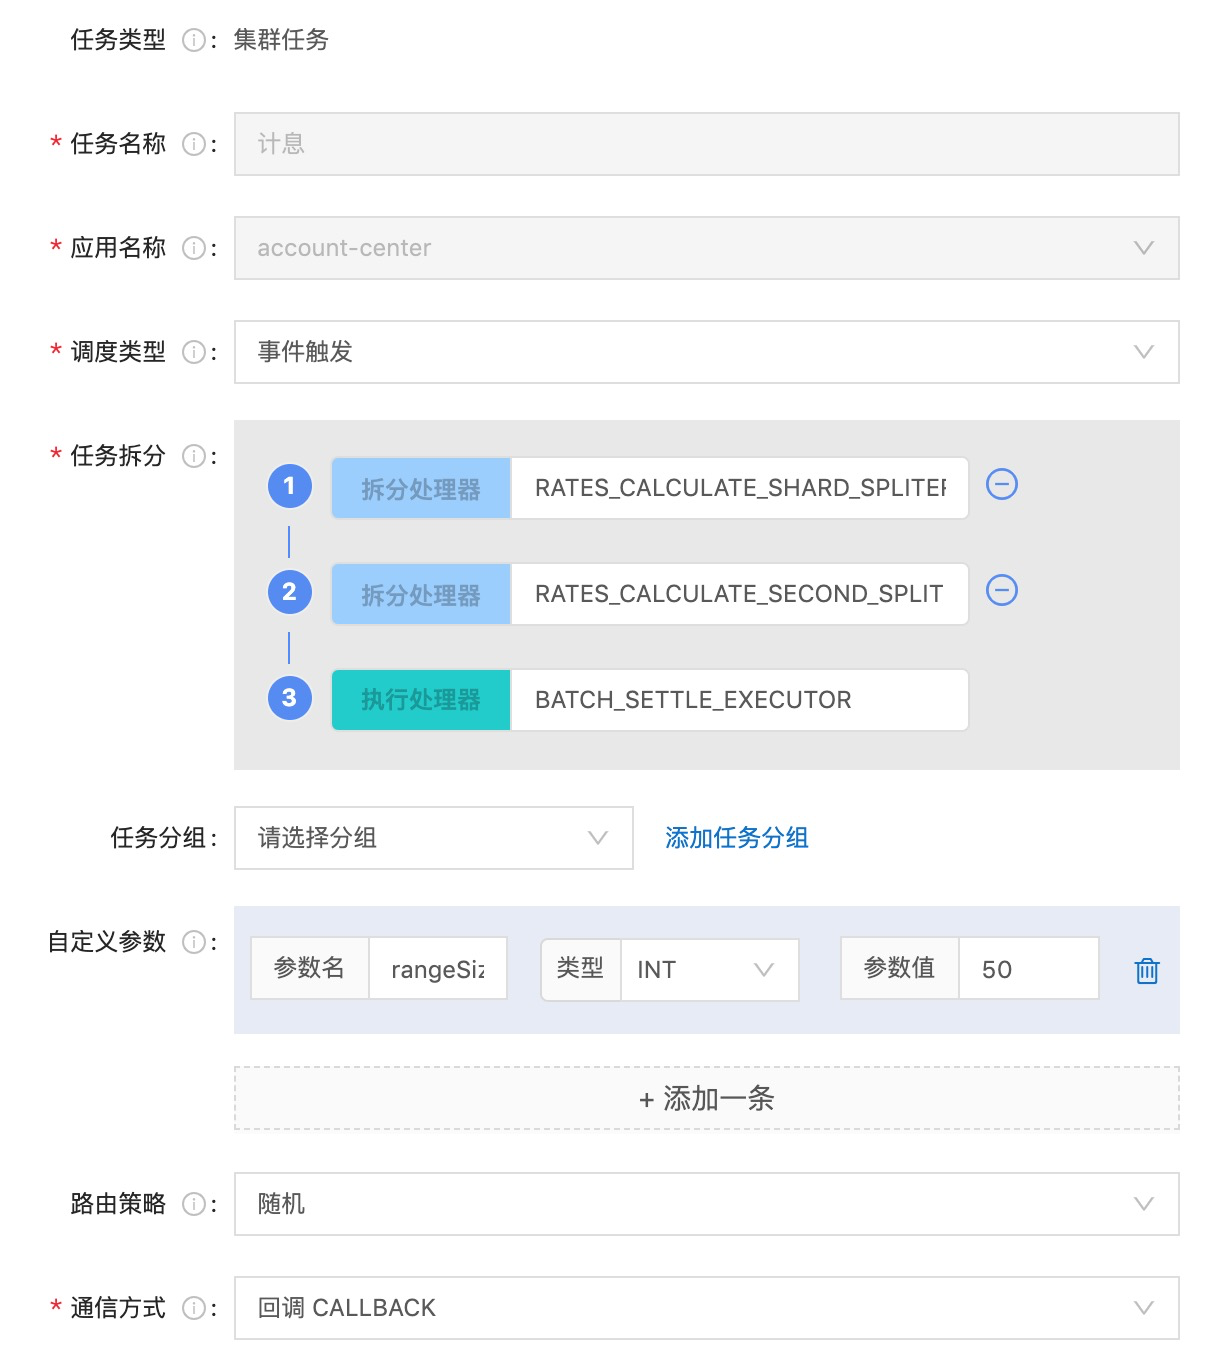 任务类型 : 集群任务
* 任务名称 : 计息
* 应用名称 : account-center
* 调度类型 : 事件触发
* 任务拆分 :
1 拆分处理器 RATES_CALCULATE_SHARD_SPLITER
2 拆分处理器 RATES_CALCULATE_SECOND_SPLIT
3 执行处理器 BATCH_SETTLE_EXECUTOR
任务分组 : 请选择分组 添加任务分组
自定义参数 : 参数名 rangeSiz 类型 INT 参数值 50
+ 添加一条
路由策略 : 随机
* 通信方式 : 回调 CALLBACK